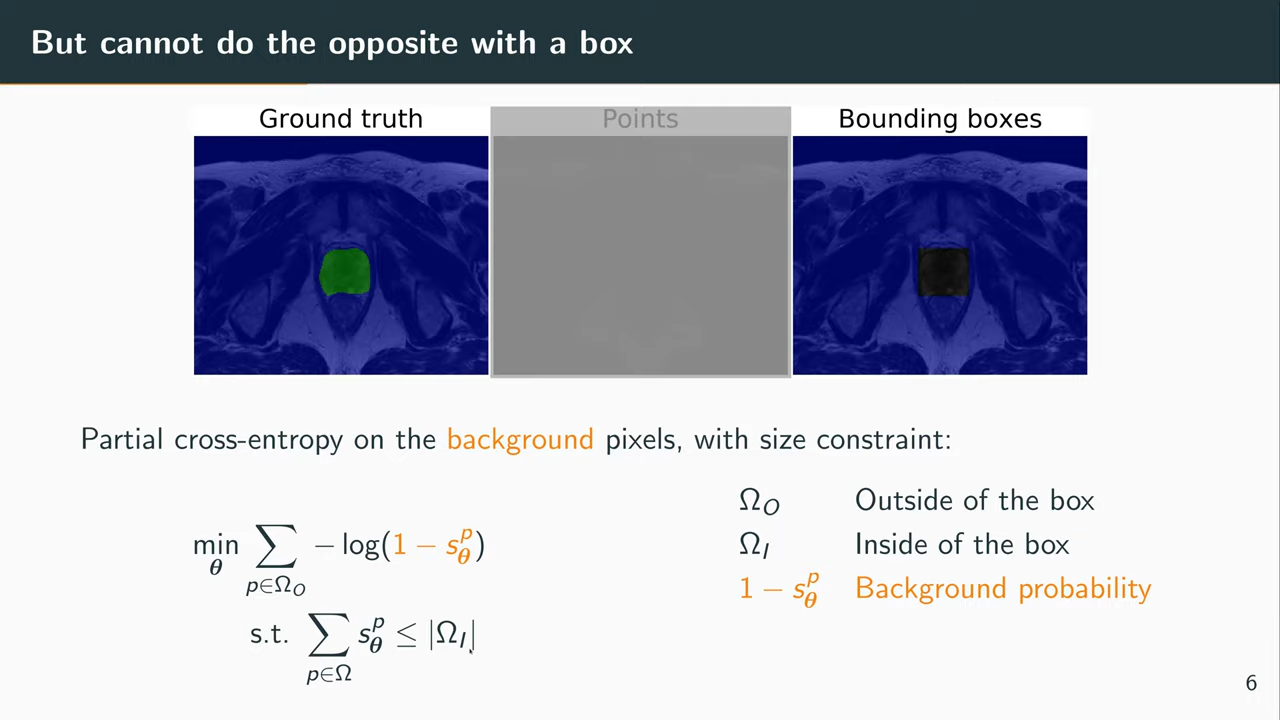 But cannot do the opposite with a box
Ground truth Points Bounding boxes
Partial cross-entropy on the background pixels, with size constraint:
min_θ ∑_{p∈Ω_O} − log(1 − s_θ^p)
s.t. ∑_{p∈Ω} s_θ^p ≤ |Ω_I|
Ω_O Outside of the box
Ω_I Inside of the box
1 − s_θ^p Background probability
6